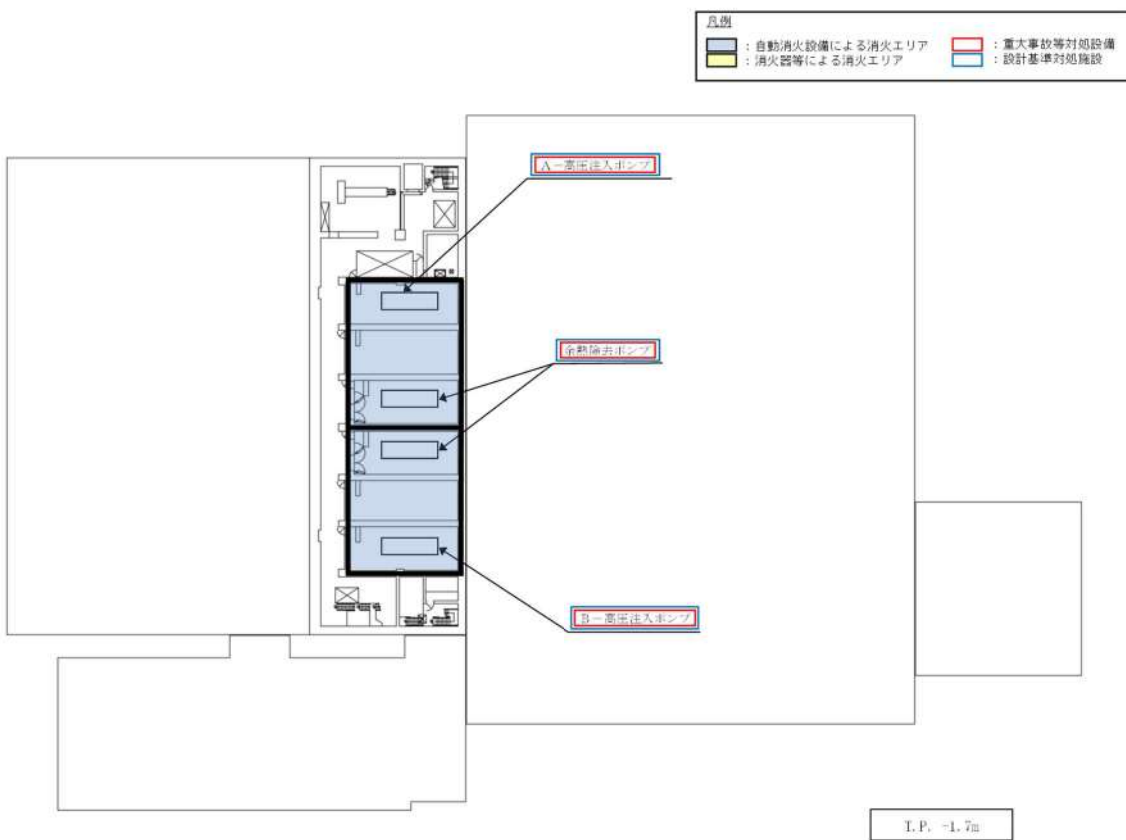 凡例
：自動消火設備による消火エリア
：消火器等による消火エリア
：重大事故等対処設備
：設計基準対処施設
A－高圧注入ポンプ
余熱除去ポンプ
B－高圧注入ポンプ
T.P. -1.7m